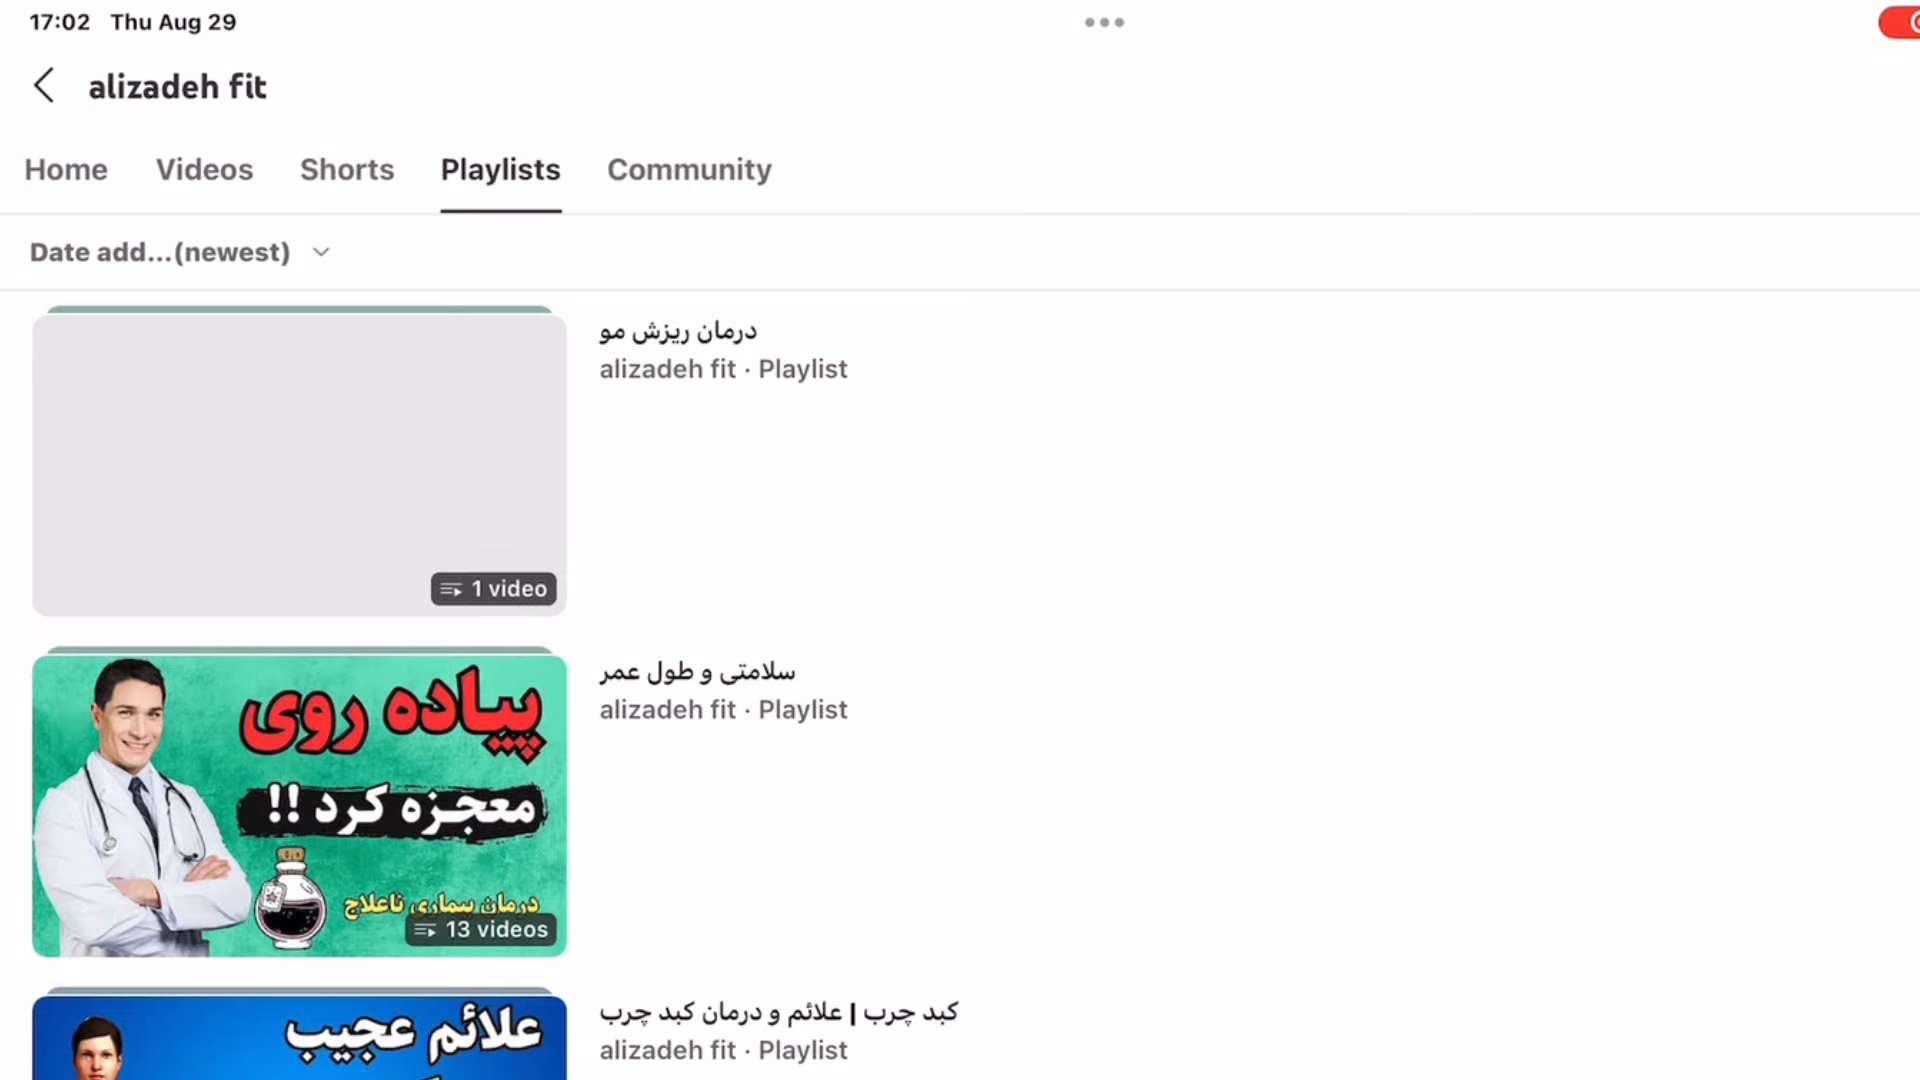 17:02 Thu Aug 29
alizadeh fit
Home Videos Shorts Playlists Community
Date add...(newest)
درمان ریزش مو
alizadeh fit · Playlist
1 video
سلامتی و طول عمر
alizadeh fit · Playlist
پیاده روی
معجزه کرد !!
درمان بیماری ناعلاج
13 videos
کبد چرب | علائم و درمان کبد چرب
alizadeh fit · Playlist
علائم عجیب